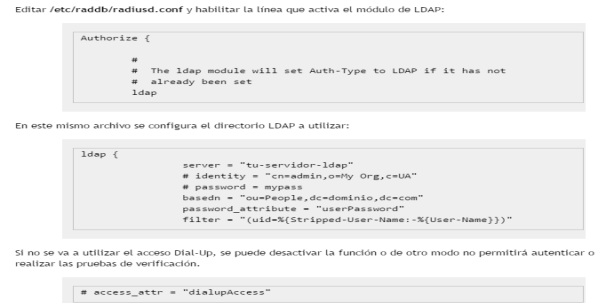 Editar /etc/raddb/radiusd.conf y habilitar la línea que activa el módulo de LDAP:
Authorize {
#
# The ldap module will set Auth-Type to LDAP if it has not
# already been set
ldap
En este mismo archivo se configura el directorio LDAP a utilizar:
ldap {
server = "tu-servidor-ldap"
# identity = "cn=admin,o=My Org,c=UA"
# password = mypass
basedn = "ou=People,dc=dominio,dc=com"
password_attribute = "userPassword"
filter = "(uid=%{Stripped-User-Name:-%{User-Name}})"
Si no se va a utilizar el acceso Dial-Up, se puede desactivar la función o de otro modo no permitirá autenticar o
realizar las pruebas de verificación.
# access_attr = "dialupAccess"